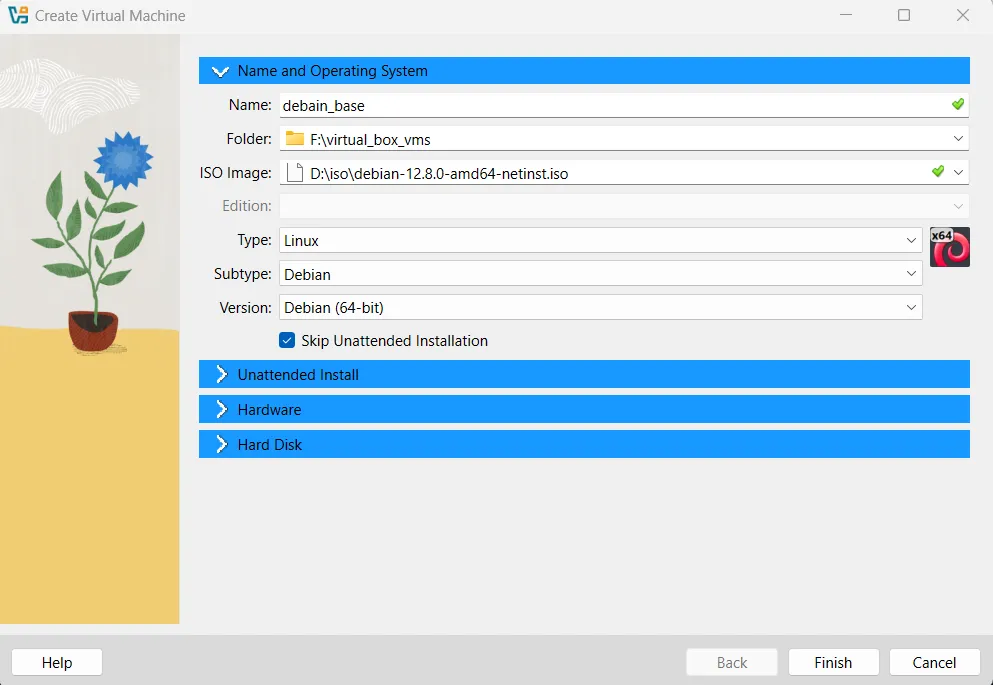 Create Virtual Machine
Name and Operating System
Name: debain_base
Folder: F:\virtual_box_vms
ISO Image: D:\iso\debian-12.8.0-amd64-netinst.iso
Edition:
Type: Linux
x64
Subtype: Debian
Version: Debian (64-bit)
Skip Unattended Installation
Unattended Install
Hardware
Hard Disk
Help Back Finish Cancel